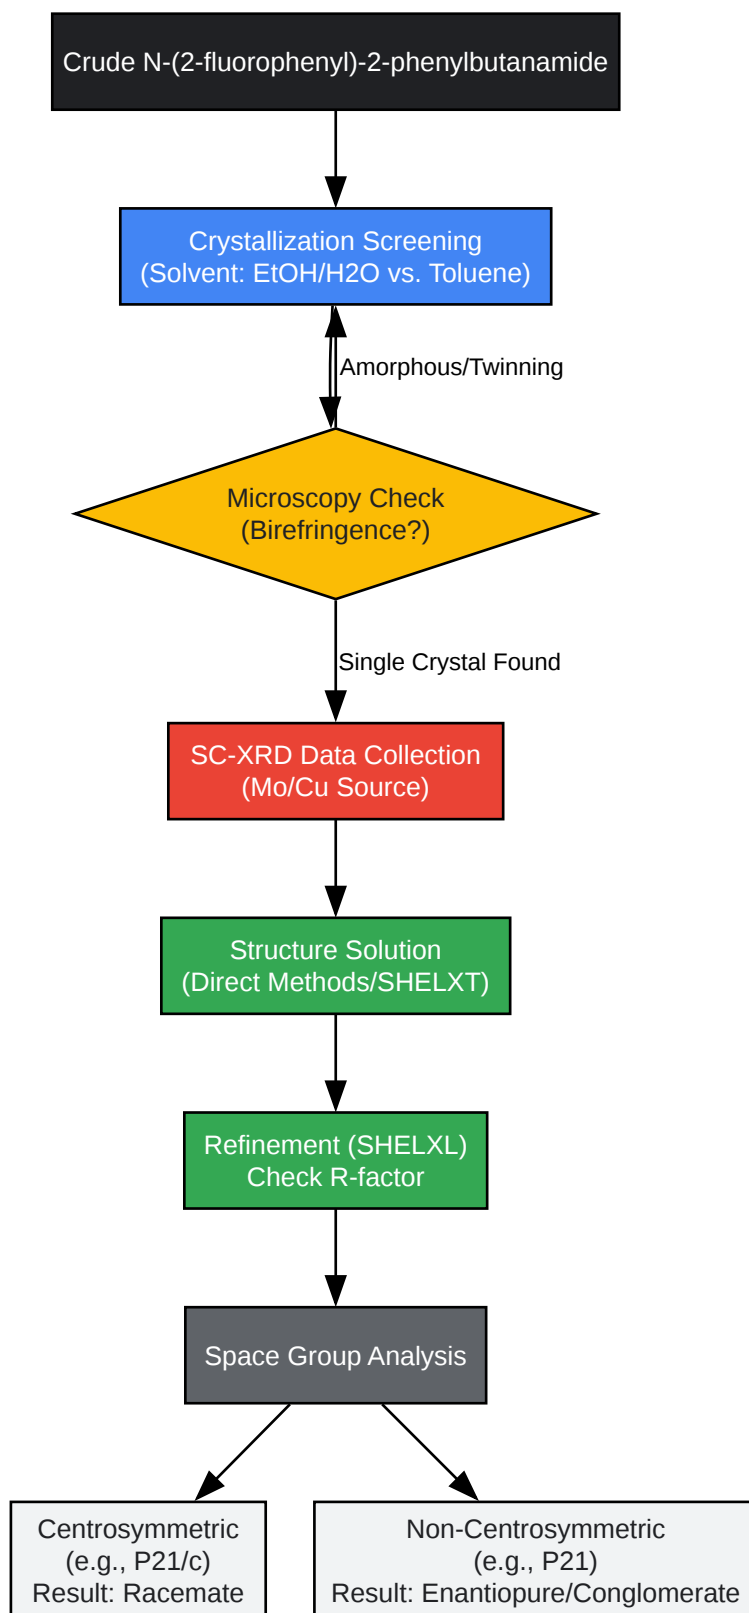 Crude N-(2-fluorophenyl)-2-phenylbutanamide
Crystallization Screening
(Solvent: EtOH/H2O vs. Toluene)
Amorphous/Twinning
Microscopy Check
(Birefringence?)
Single Crystal Found
SC-XRD Data Collection
(Mo/Cu Source)
Structure Solution
(Direct Methods/SHELXT)
Refinement (SHELXL)
Check R-factor
Space Group Analysis
Centrosymmetric
(e.g., P21/c)
Result: Racemate
Non-Centrosymmetric
(e.g., P21)
Result: Enantiopure/Conglomerate